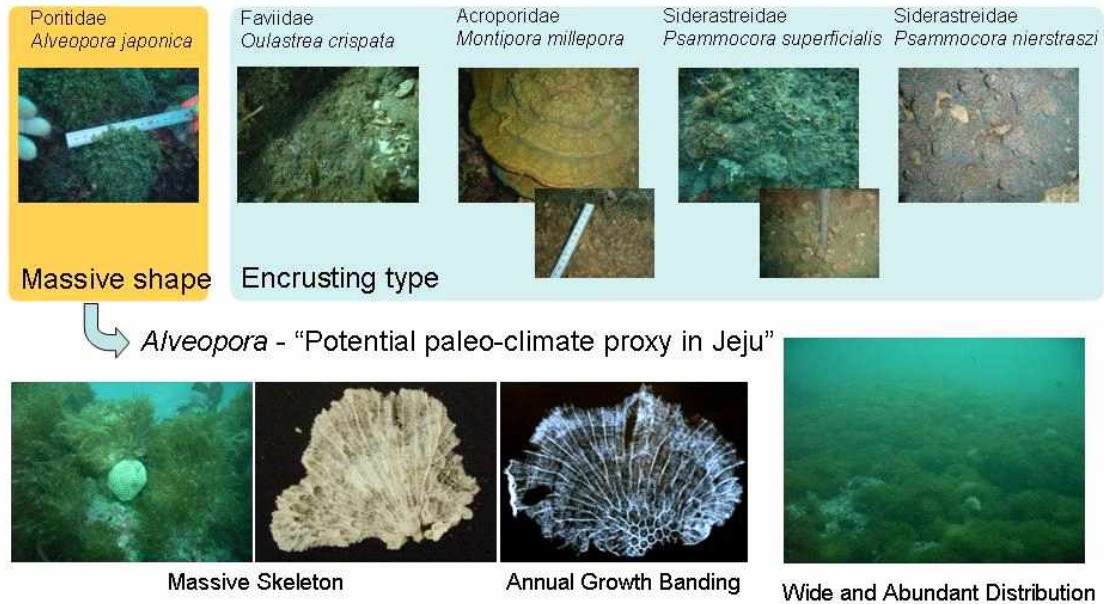 Poritidae
Alveopora japonica
Faviidae
Oulastrea crispata
Acroporidae
Montipora millepora
Siderastreidae
Psammocora superficialis
Siderastreidae
Psammocora nierstraszi
Massive shape
Encrusting type
Alveopora - “Potential paleo-climate proxy in Jeju”
Massive Skeleton
Annual Growth Banding
Wide and Abundant Distribution